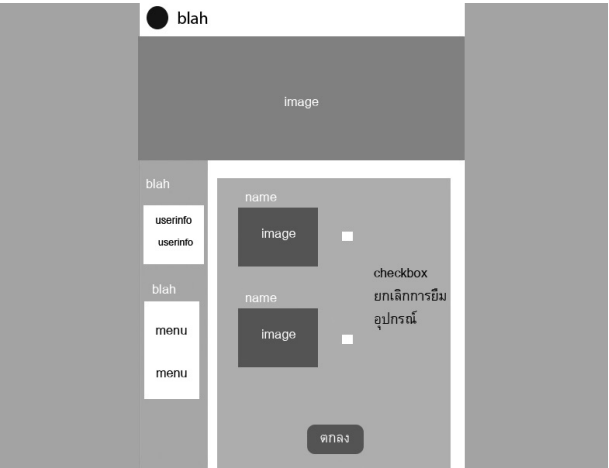 blah
image
blah
userinfo
userinfo
blah
menu
menu
name
image
name
image
checkbox
ยกเลิกการยืม
อุปกรณ์
ตกลง